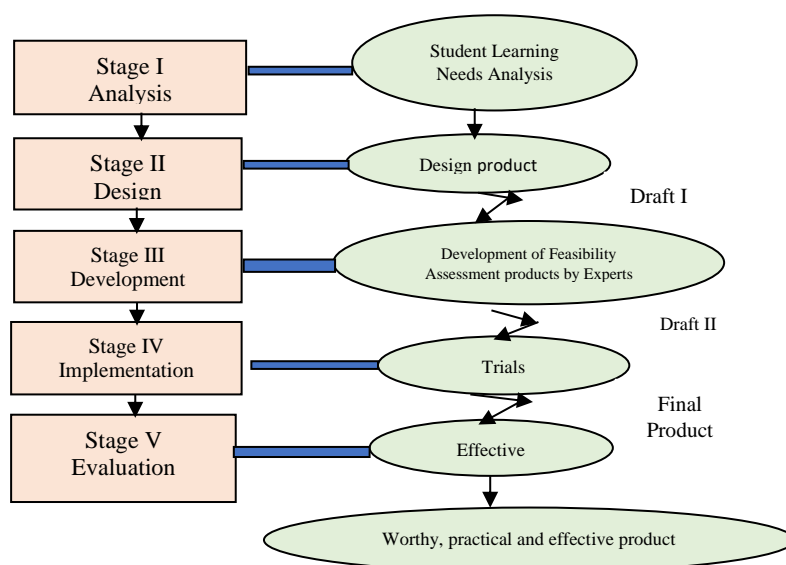 Stage I
Analysis
Student Learning
Needs Analysis
Stage II
Design
Design product
Draft I
Stage III
Development
Development of Feasibility
Assessment products by Experts
Draft II
Stage IV
Implementation
Trials
Final
Product
Stage V
Evaluation
Effective
Worthy, practical and effective product